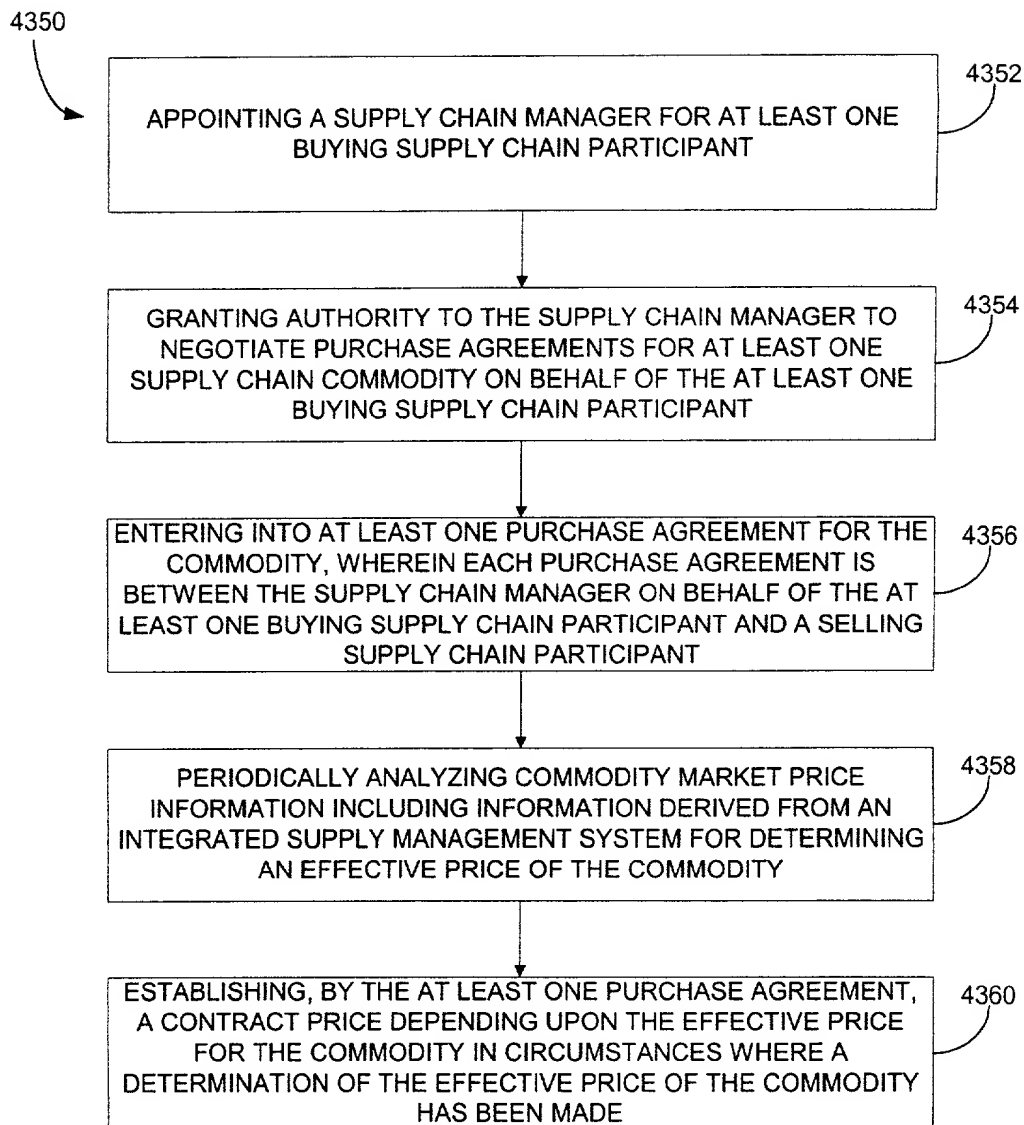 4350
4352
APPOINTING A SUPPLY CHAIN MANAGER FOR AT LEAST ONE
BUYING SUPPLY CHAIN PARTICIPANT
4354
GRANTING AUTHORITY TO THE SUPPLY CHAIN MANAGER TO
NEGOTIATE PURCHASE AGREEMENTS FOR AT LEAST ONE
SUPPLY CHAIN COMMODITY ON BEHALF OF THE AT LEAST ONE
BUYING SUPPLY CHAIN PARTICIPANT
4356
ENTERING INTO AT LEAST ONE PURCHASE AGREEMENT FOR THE
COMMODITY, WHEREIN EACH PURCHASE AGREEMENT IS
BETWEEN THE SUPPLY CHAIN MANAGER ON BEHALF OF THE AT
LEAST ONE BUYING SUPPLY CHAIN PARTICIPANT AND A SELLING
SUPPLY CHAIN PARTICIPANT
4358
PERIODICALLY ANALYZING COMMODITY MARKET PRICE
INFORMATION INCLUDING INFORMATION DERIVED FROM AN
INTEGRATED SUPPLY MANAGEMENT SYSTEM FOR DETERMINING
AN EFFECTIVE PRICE OF THE COMMODITY
4360
ESTABLISHING, BY THE AT LEAST ONE PURCHASE AGREEMENT,
A CONTRACT PRICE DEPENDING UPON THE EFFECTIVE PRICE
FOR THE COMMODITY IN CIRCUMSTANCES WHERE A
DETERMINATION OF THE EFFECTIVE PRICE OF THE COMMODITY
HAS BEEN MADE